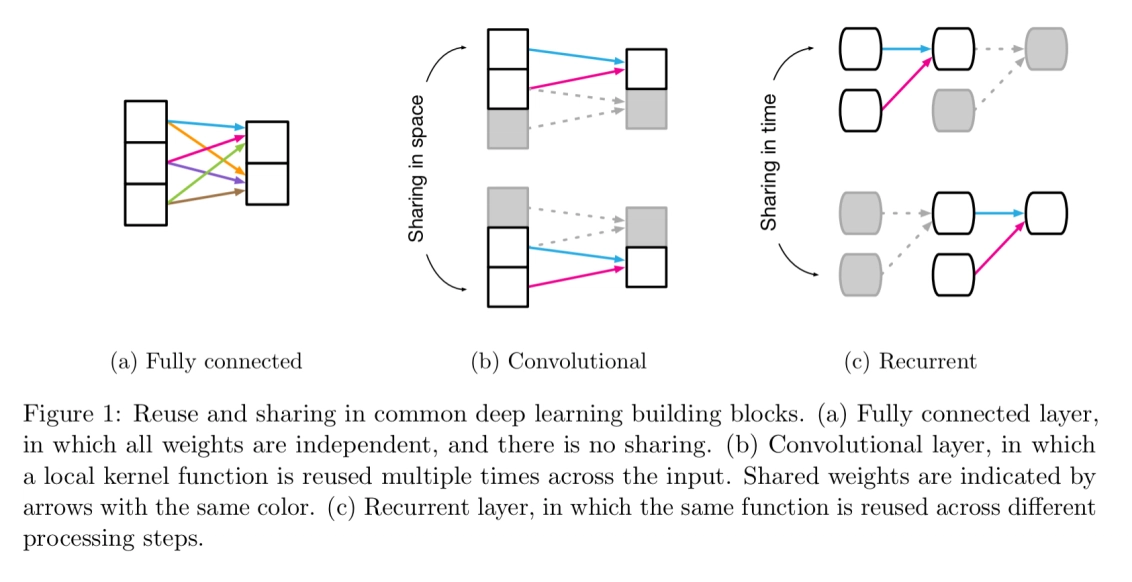 Sharing in space
Sharing in time
(a) Fully connected
(b) Convolutional
(c) Recurrent
Figure 1: Reuse and sharing in common deep learning building blocks. (a) Fully connected layer,
in which all weights are independent, and there is no sharing. (b) Convolutional layer, in which
a local kernel function is reused multiple times across the input. Shared weights are indicated by
arrows with the same color. (c) Recurrent layer, in which the same function is reused across different
processing steps.